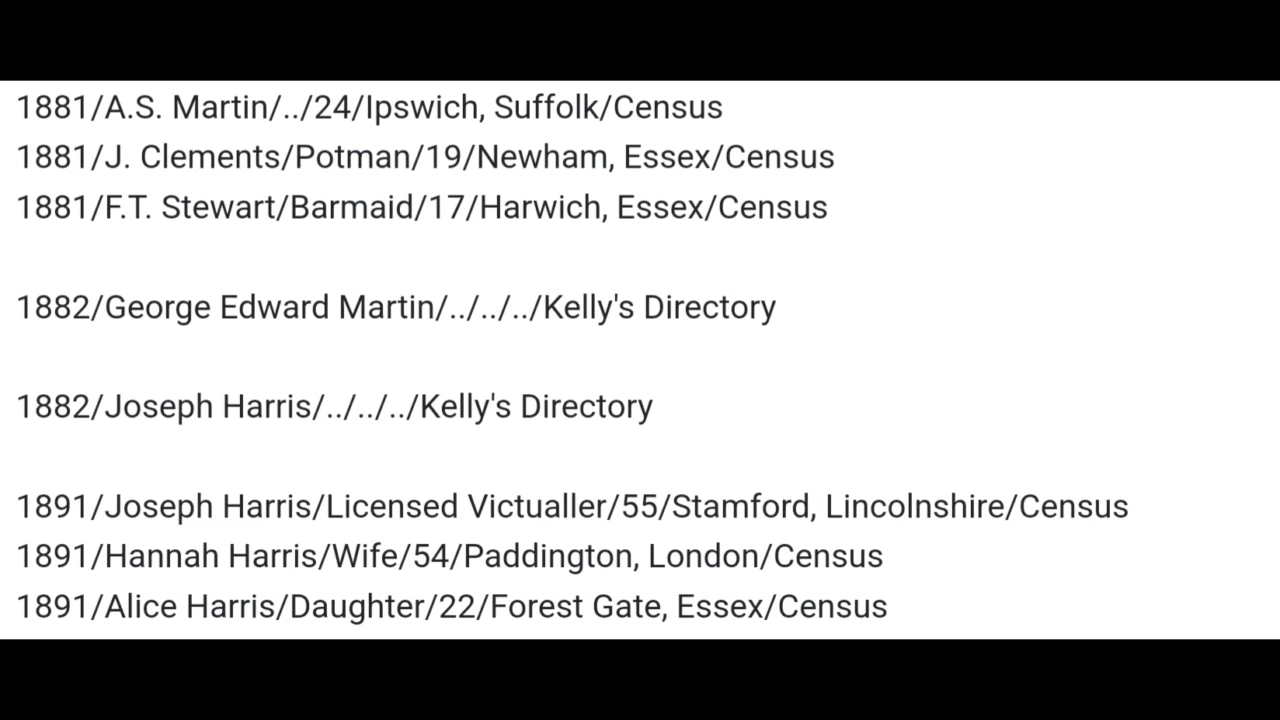 1881/A.S. Martin/../24/Ipswich, Suffolk/Census
1881/J. Clements/Potman/19/Newham, Essex/Census
1881/F.T. Stewart/Barmaid/17/Harwich, Essex/Census
1882/George Edward Martin/../../../Kelly's Directory
1882/Joseph Harris/../../../Kelly's Directory
1891/Joseph Harris/Licensed Victualler/55/Stamford, Lincolnshire/Census
1891/Hannah Harris/Wife/54/Paddington, London/Census
1891/Alice Harris/Daughter/22/Forest Gate, Essex/Census